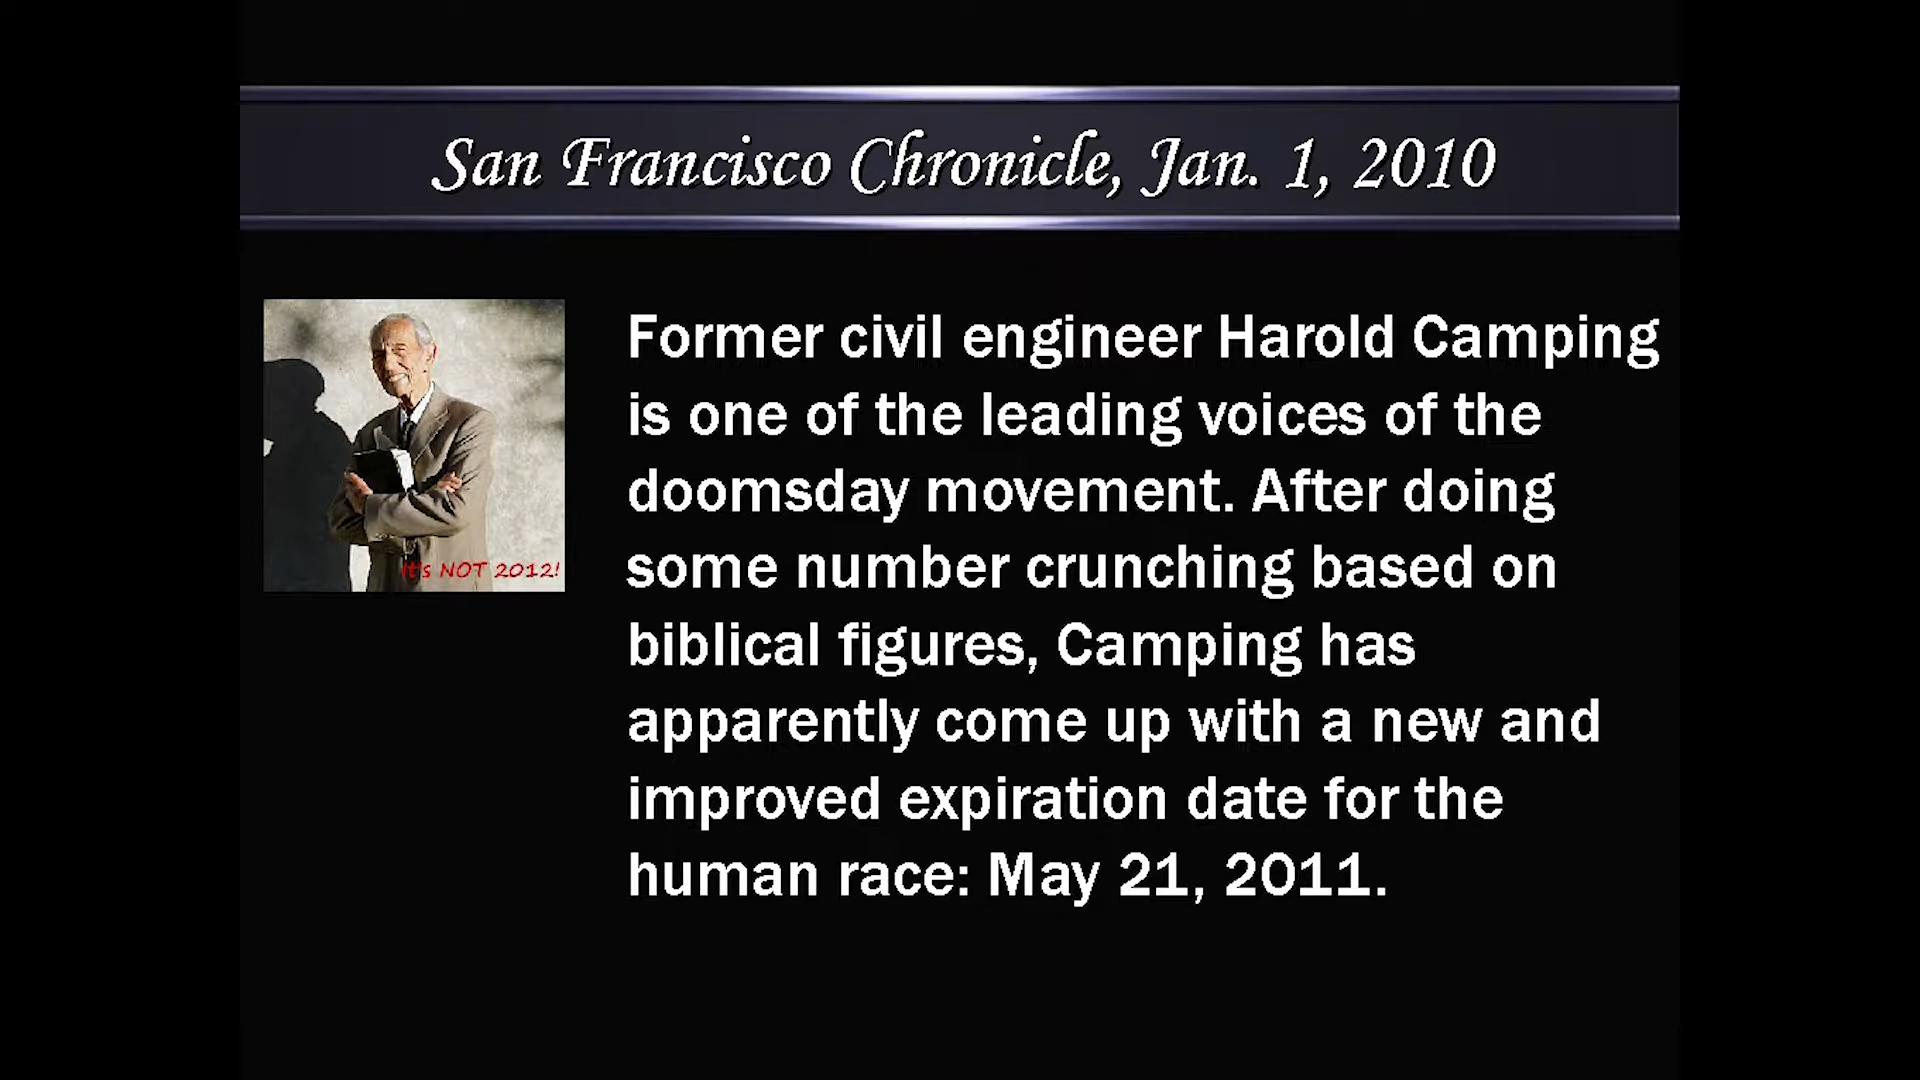 San Francisco Chronicle, Jan. 1, 2010
Former civil engineer Harold Camping
is one of the leading voices of the
doomsday movement. After doing
some number crunching based on
biblical figures, Camping has
apparently come up with a new and
improved expiration date for the
human race: May 21, 2011.
It's NOT 2012!